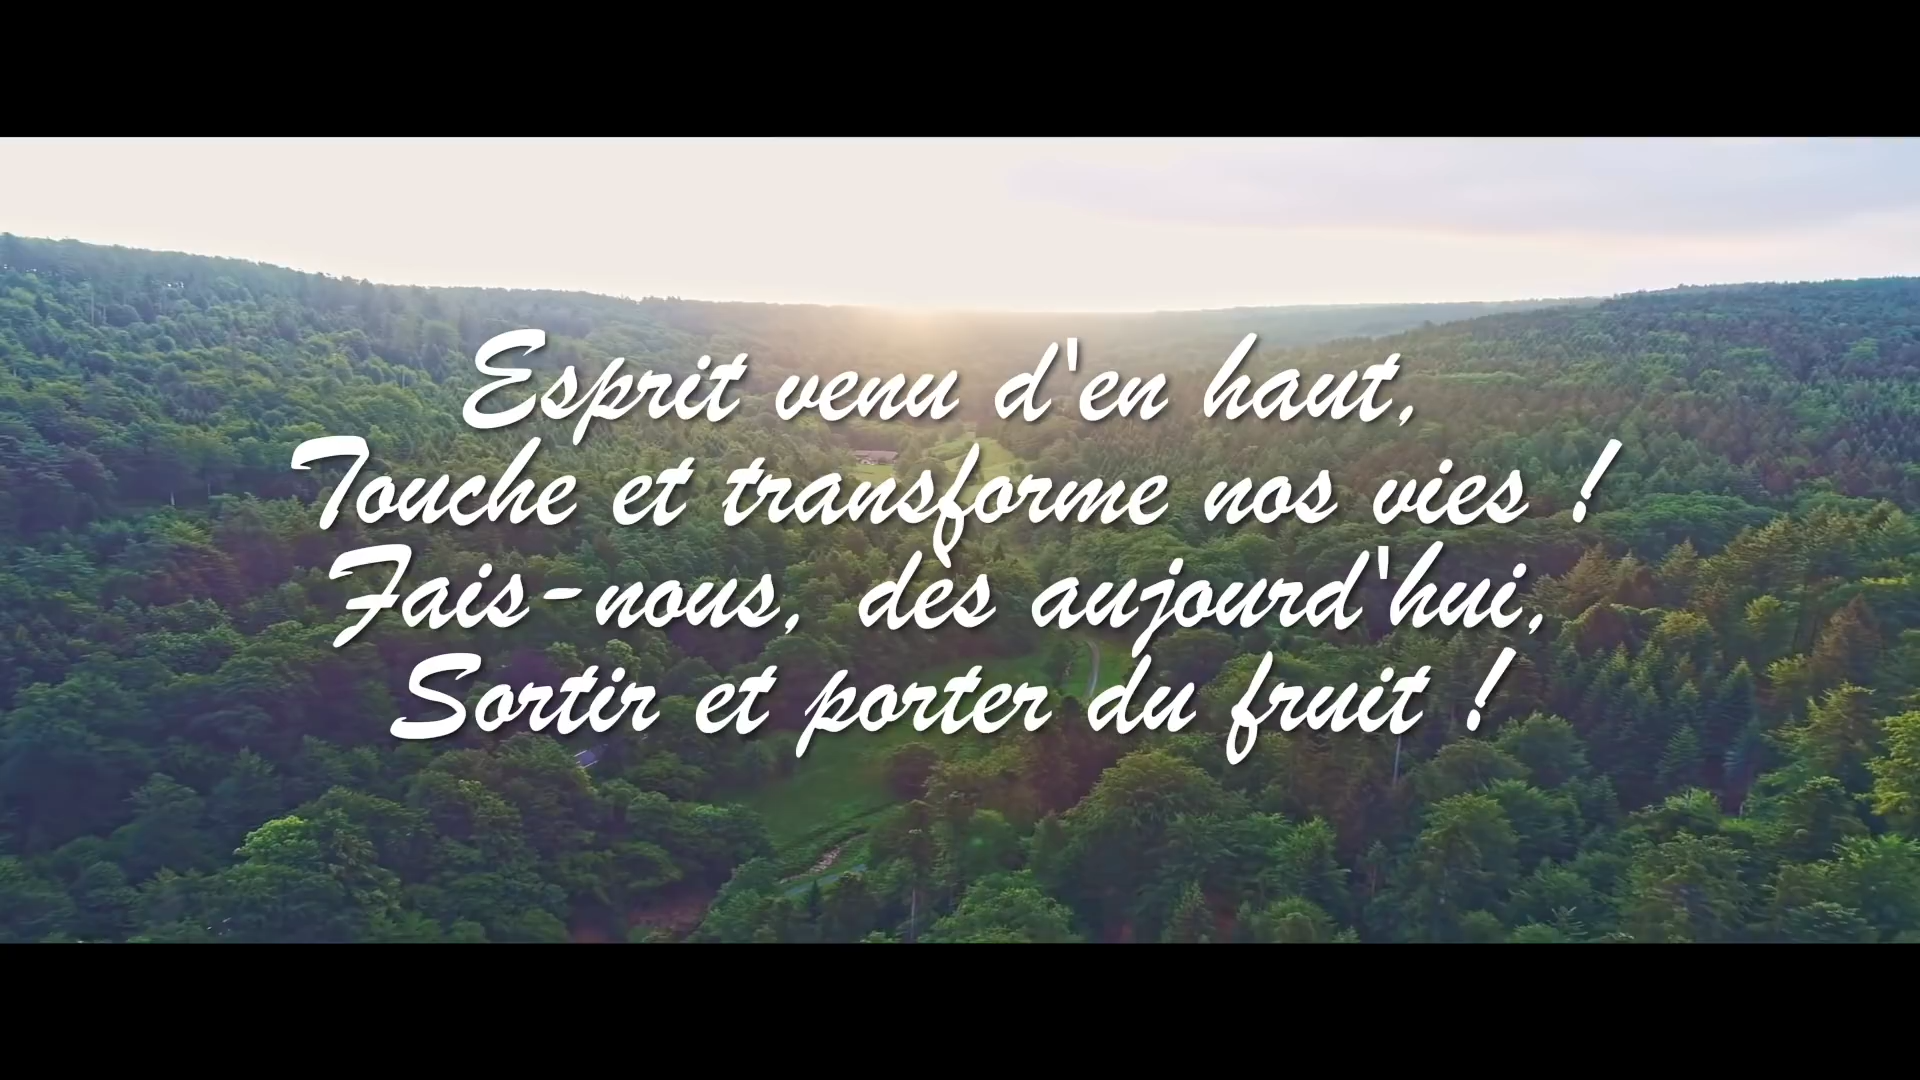 Esprit venu d'en haut,
Touche et transforme nos vies !
Fais-nous, dès aujourd'hui,
Sortir et porter du fruit !